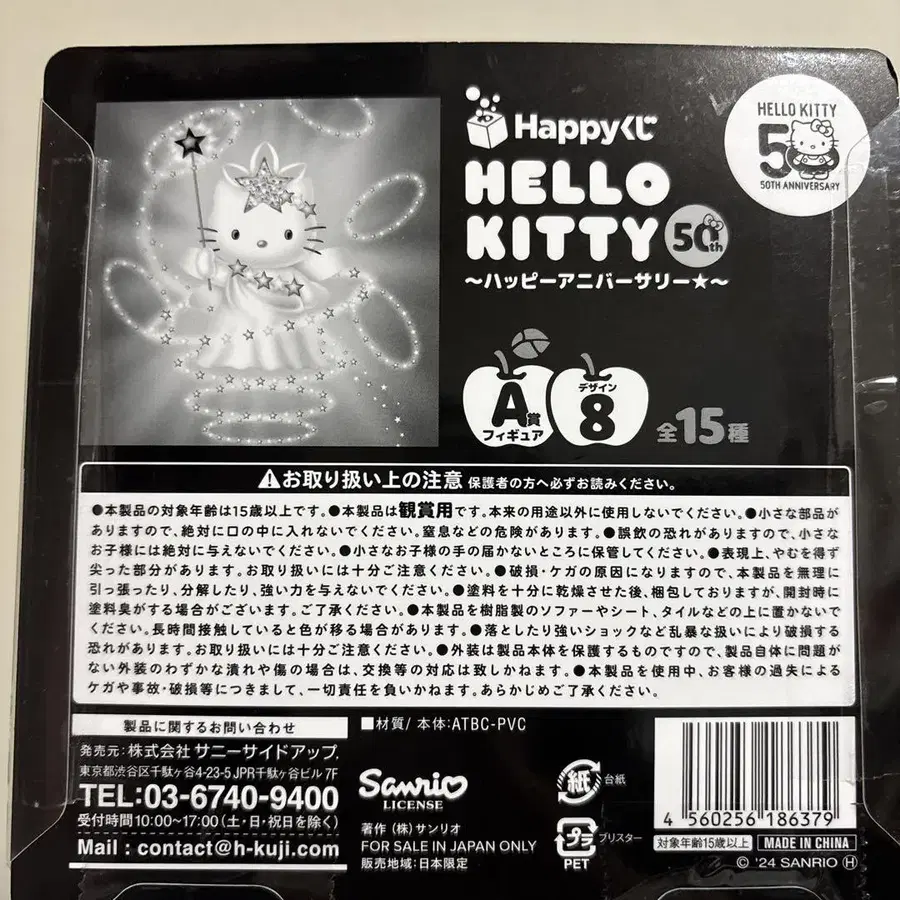 Happyくじ
HELLO
KITTY 50th
～ハッピーアニバーサリー★～
HELLO KITTY
50
50TH ANNIVERSARY
A賞
フィギュア
デザイン
8
全15種
⚠お取り扱い上の注意 保護者の方へ必ずお読みください。
●本製品の対象年齢は15歳以上です。●本製品は観賞用です。本来の用途以外に使用しないでください。●小さな部品が
ありますので、絶対に口の中に入れないでください。窒息などの危険があります。●誤飲の恐れがありますので、小さな
お子様には絶対に与えないでください。●小さなお子様の手の届かないところに保管してください。●表現上、やむを得ず
尖った部分があります。お取り扱いには十分ご注意ください。●破損・ケガの原因になりますので、本製品を無理に
引っ張ったり、分解したり、強い力を与えないでください。●塗料を十分に乾燥させた後、梱包しておりますが、開封時に
塗料臭がする場合がございます。ご了承ください。●本製品を樹脂製のソファーやシート、タイルなどの上に置かないで
ください。長時間接触していると色が移る場合があります。●落としたり強いショックなど乱暴な扱いにより破損する
恐れがあります。お取り扱いには十分ご注意ください。●外装は製品本体を保護するものですので、製品自体に問題が
ない外装のわずかな潰れや傷の場合は、交換等の対応は致しかねます。●本製品を使用中、お客様の過失による
ケガや事故・破損等につきまして、一切責任を負いかねます。あらかじめご了承ください。
製品に関するお問い合わせ
発売元:株式会社 サニーサイドアップ.
東京都渋谷区千駄ヶ谷4-23-5 JPR千駄ヶ谷ビル 7F
TEL:03-6740-9400
受付時間10:00~17:00(土・日・祝日を除く)
Mail : contact@h-kuji.com
■材質/ 本体:ATBC-PVC
Sanrio
LICENSE
著作 (株)サンリオ
FOR SALE IN JAPAN ONLY
販売地域:日本限定
紙 台紙
プラ ブリスター
PET
4 560256 186379
対象年齢15歳以上 MADE IN CHINA
© '24 SANRIO Ⓗ